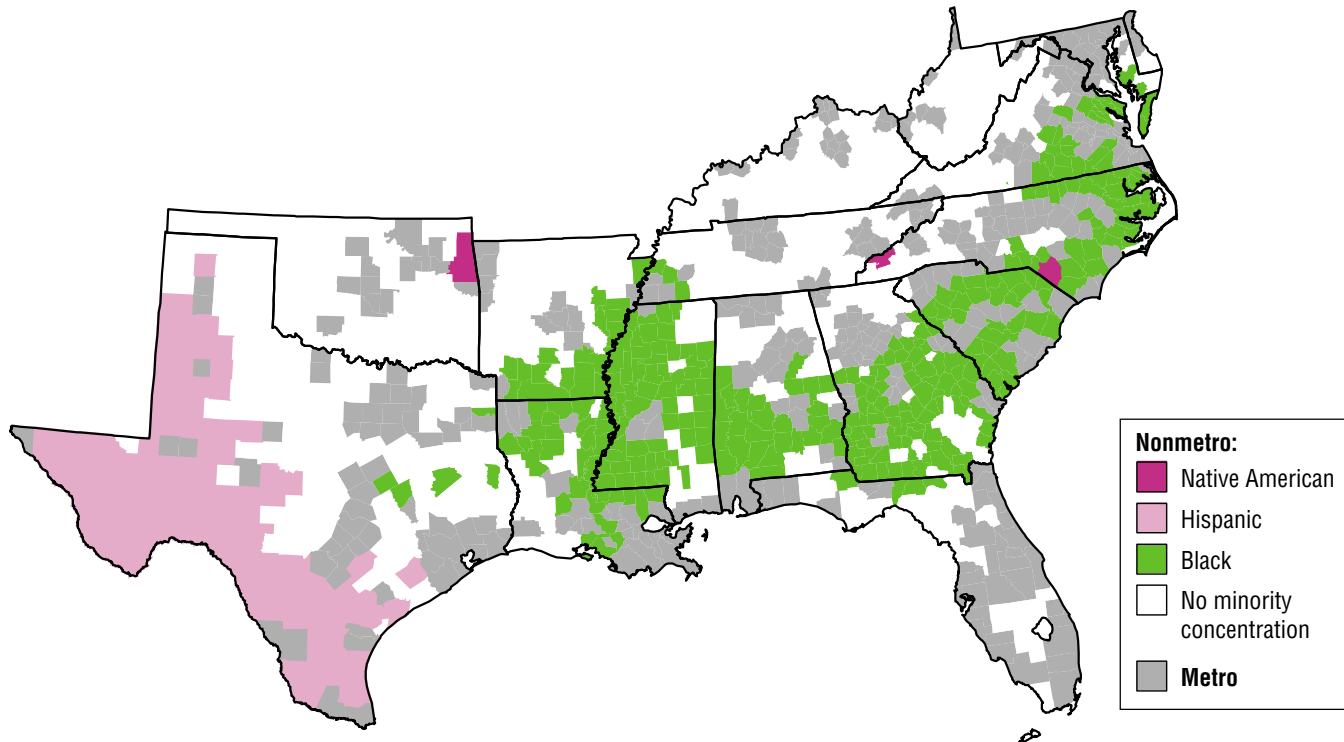 Nonmetro:
Native American
Hispanic
Black
No minority
concentration
Metro